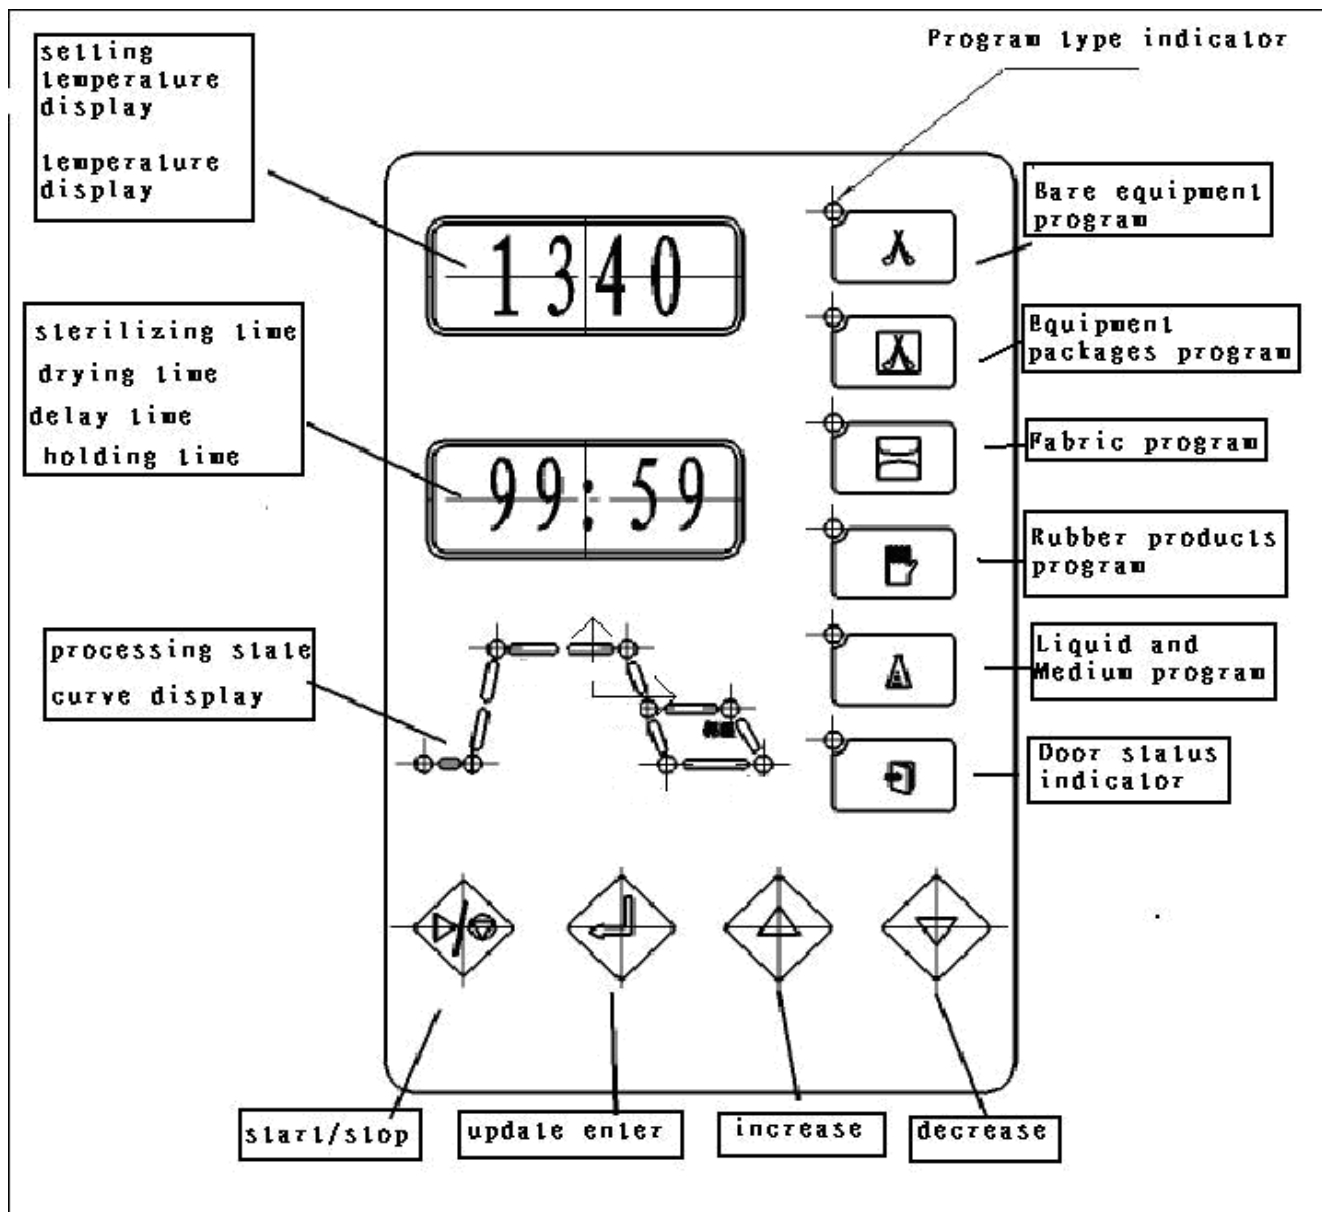 setting
temperature
display
temperature
display
Program type indicator
1340
Bare equipment
program
Equipment
packages program
sterilizing time
drying time
delay time
holding time
99:59
Fabric program
Rubber products
program
processing state
curve display
Liquid and
Medium program
Door status
indicator
start/stop
update enter
increase
decrease